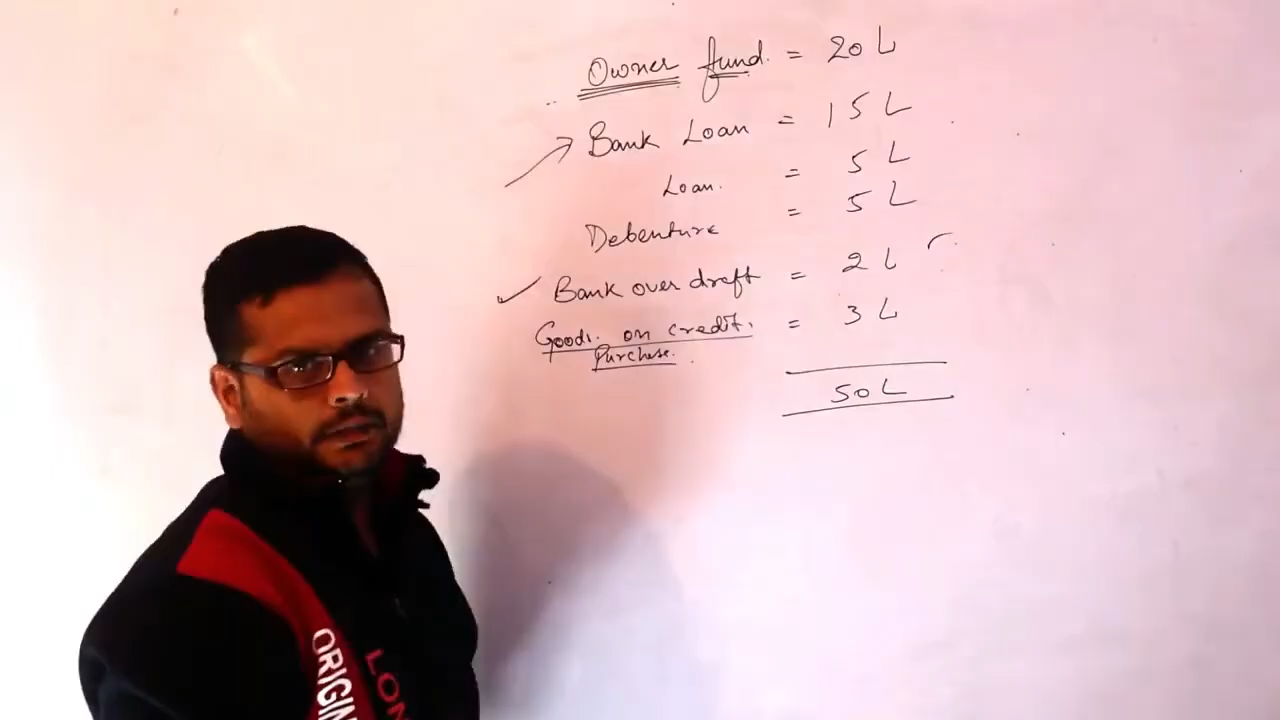 Owner fund. = 20 L
Bank Loan = 15 L
Loan. = 5 L
Debenture = 5 L
Bank over draft = 2 L
Goods. on credit. = 3 L
Purchase.
50 L
ORIGIN
LON